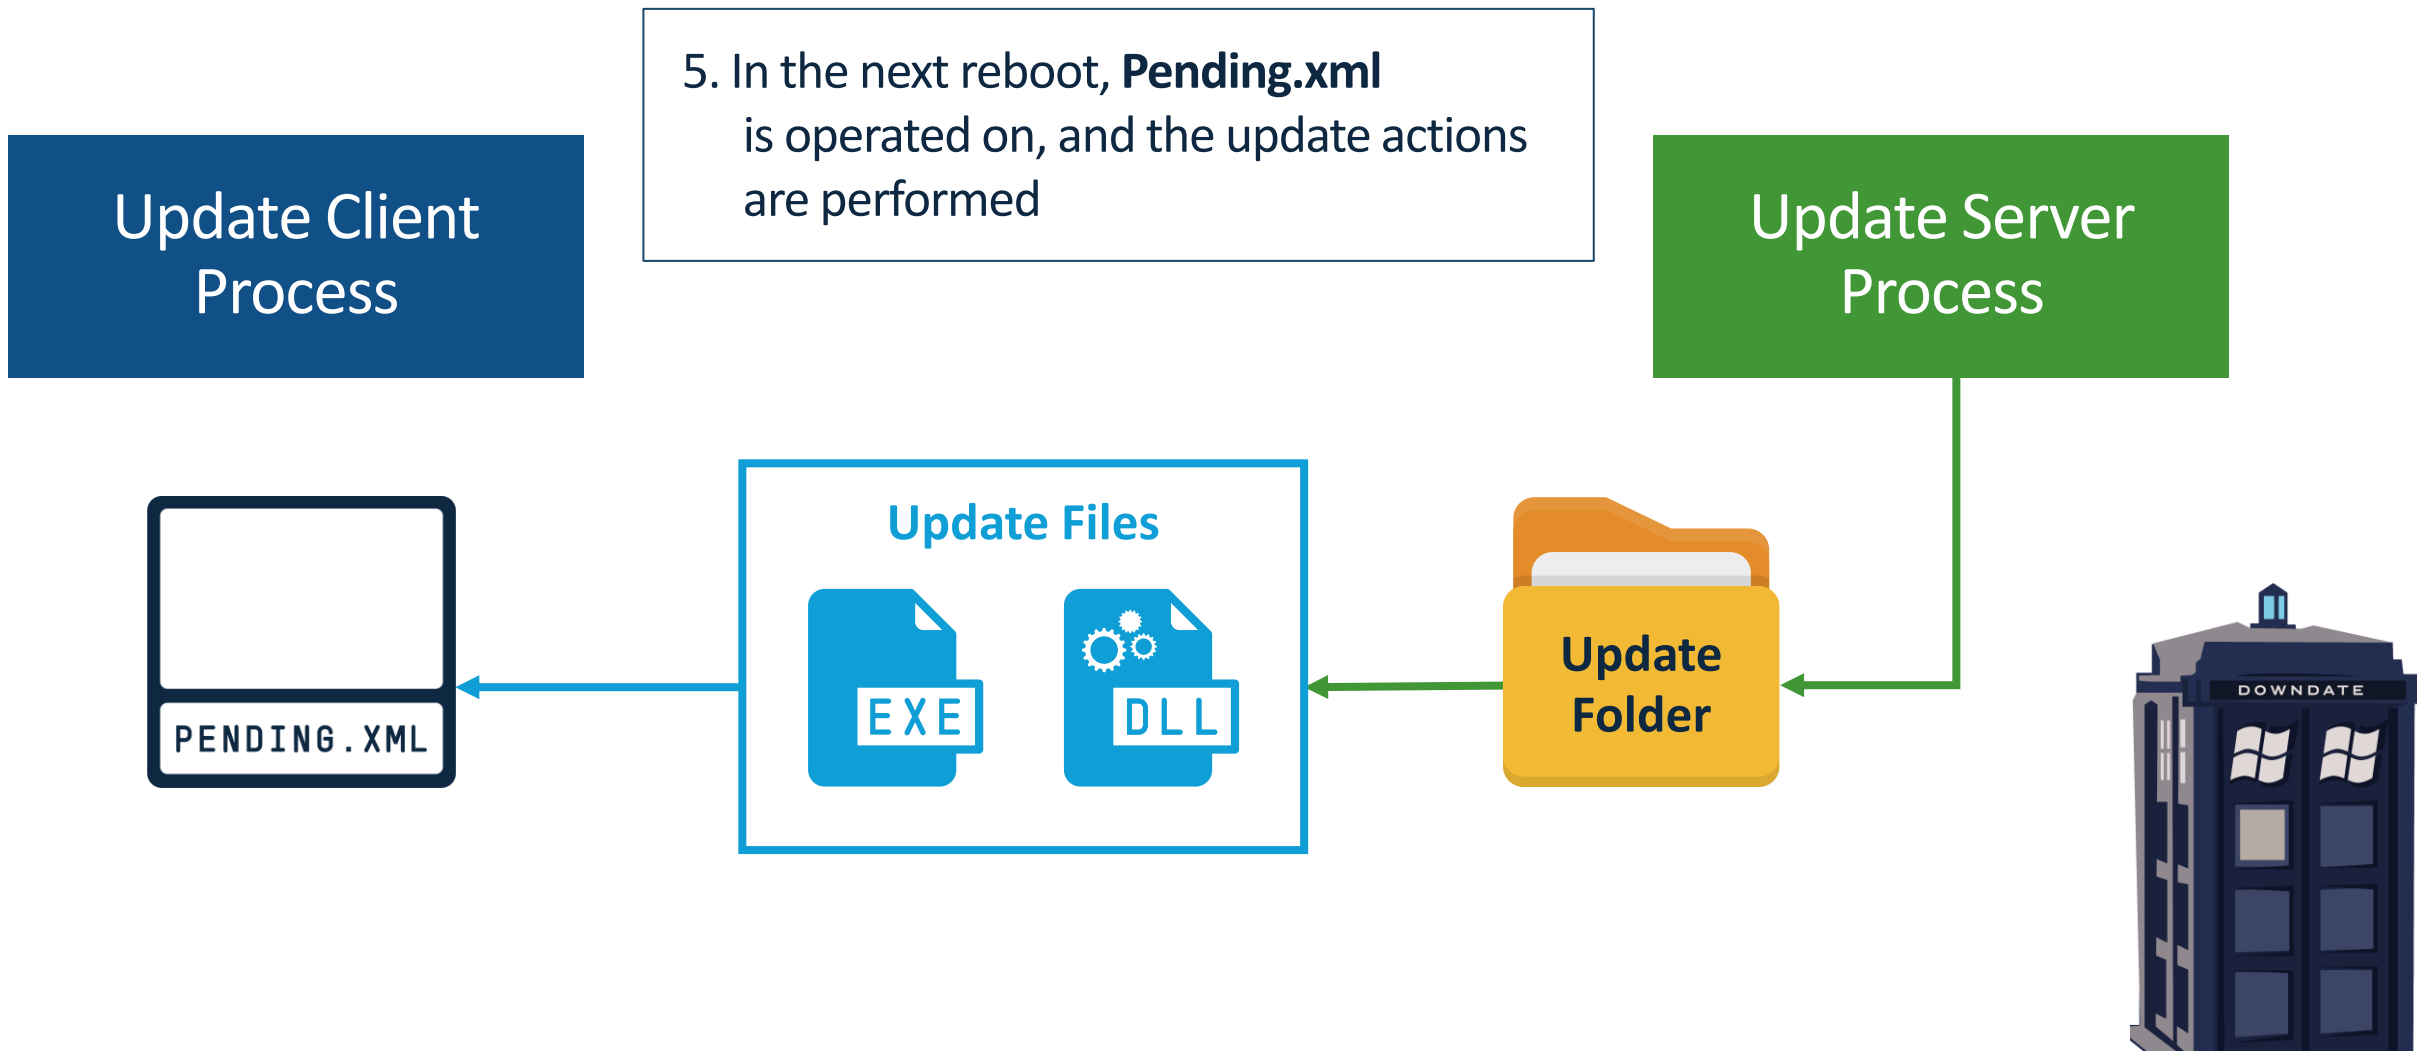 5. In the next reboot, Pending.xml
is operated on, and the update actions
are performed
Update Client
Process
Update Server
Process
Update Files
EXE
DLL
Update
Folder
PENDING.XML
DOWNDATE